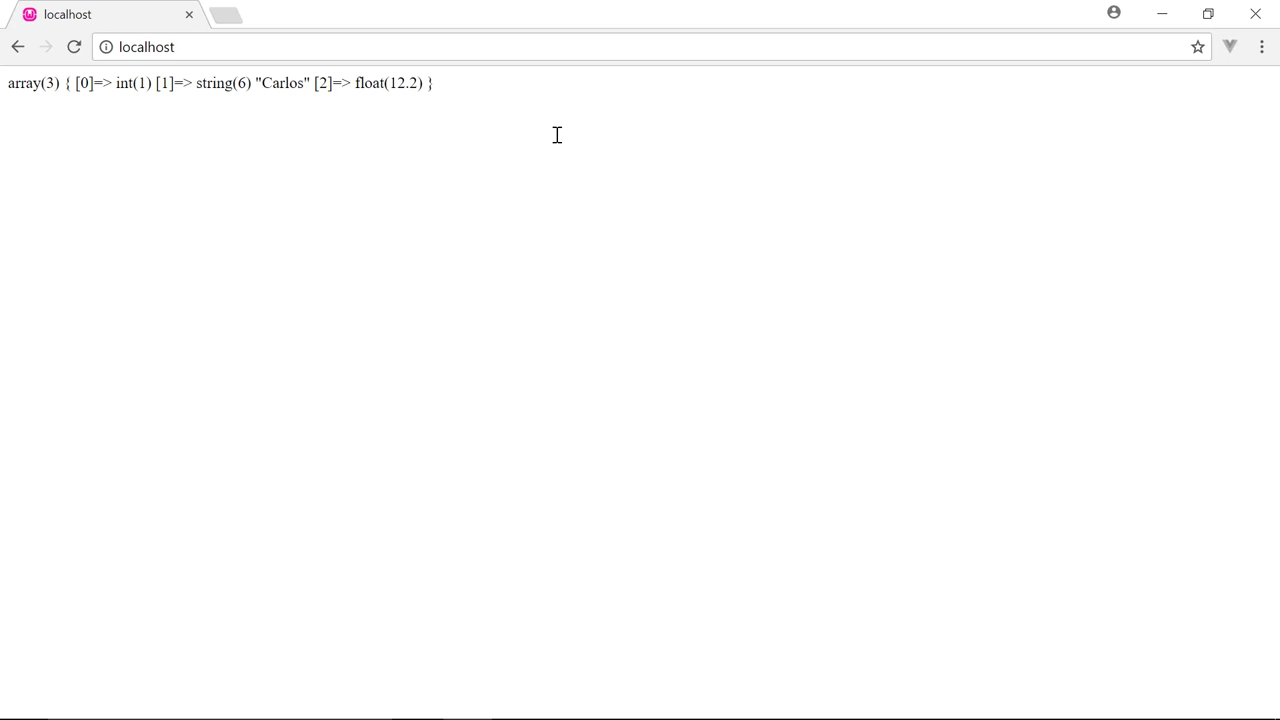 localhost
localhost
array(3) { [0]=> int(1) [1]=> string(6) "Carlos" [2]=> float(12.2) }